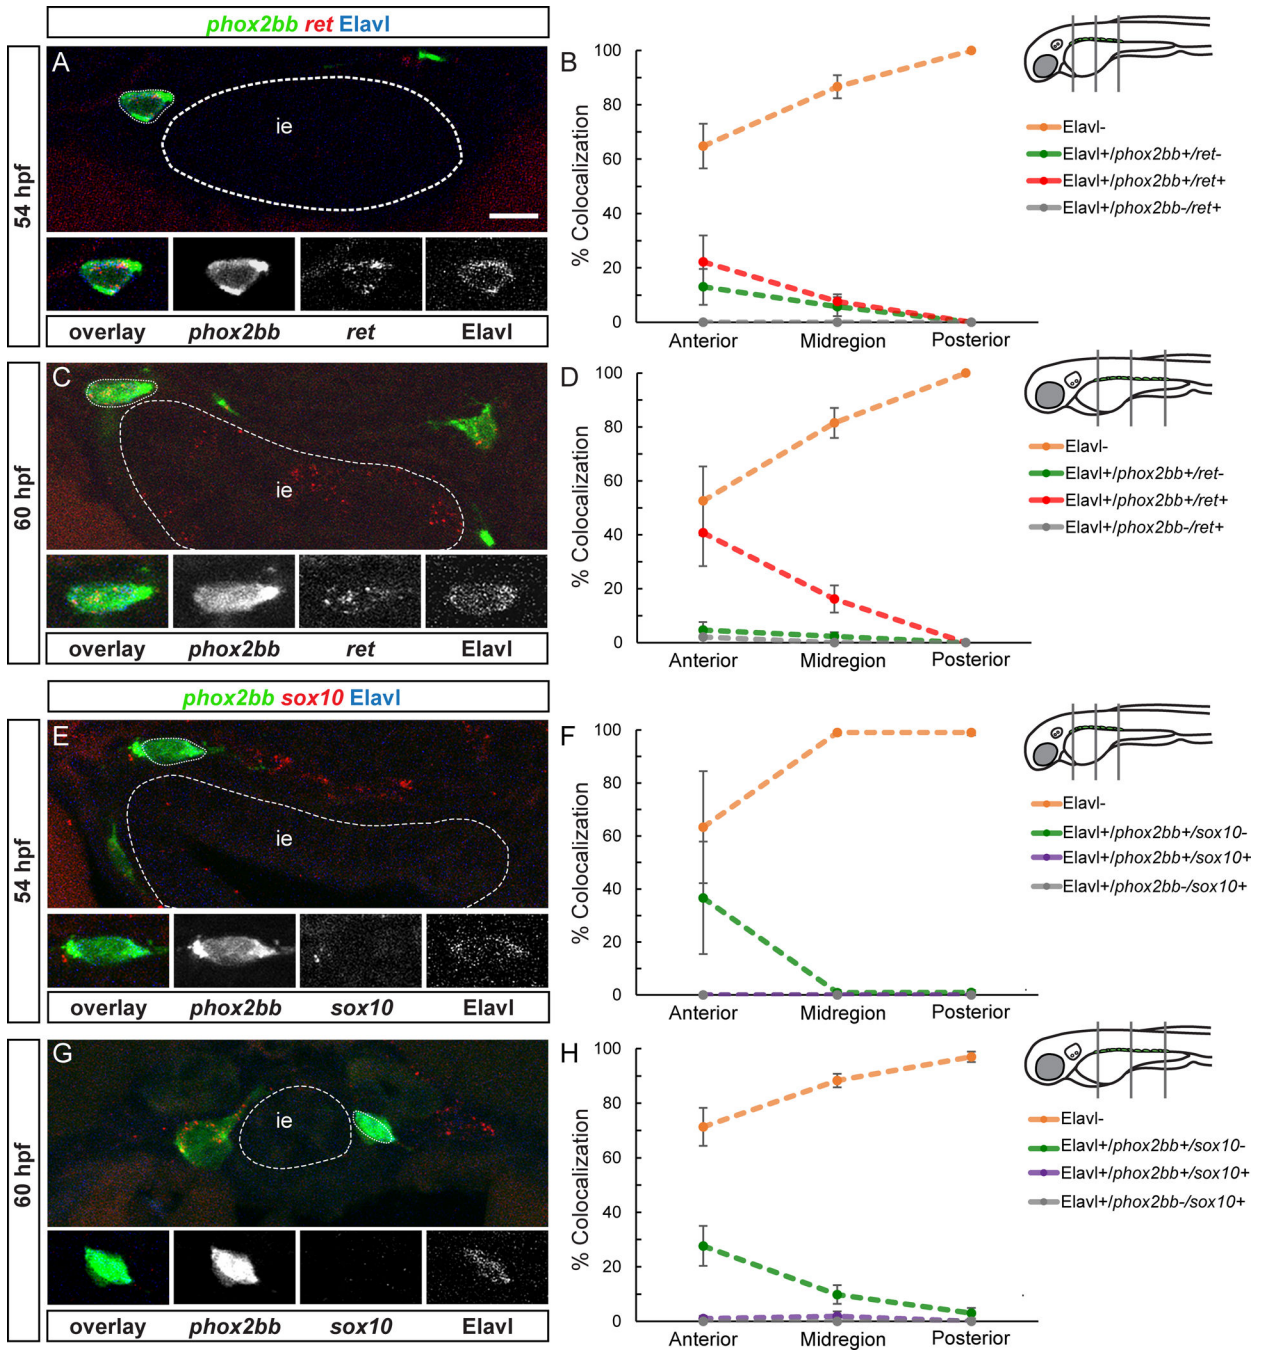 phox2bb ret Elavl
54 hpf
A
ie
overlay phox2bb ret Elavl
B
% Colocalization
100
80
60
40
20
0
Anterior Midregion Posterior
Elavl-
Elavl+/phox2bb+/ret-
Elavl+/phox2bb+/ret+
Elavl+/phox2bb-/ret+
60 hpf
C
ie
overlay phox2bb ret Elavl
D
% Colocalization
100
80
60
40
20
0
Anterior Midregion Posterior
Elavl-
Elavl+/phox2bb+/ret-
Elavl+/phox2bb+/ret+
Elavl+/phox2bb-/ret+
phox2bb sox10 Elavl
54 hpf
E
ie
overlay phox2bb sox10 Elavl
F
% Colocalization
100
80
60
40
20
0
Anterior Midregion Posterior
Elavl-
Elavl+/phox2bb+/sox10-
Elavl+/phox2bb+/sox10+
Elavl+/phox2bb-/sox10+
60 hpf
G
ie
overlay phox2bb sox10 Elavl
H
% Colocalization
100
80
60
40
20
0
Anterior Midregion Posterior
Elavl-
Elavl+/phox2bb+/sox10-
Elavl+/phox2bb+/sox10+
Elavl+/phox2bb-/sox10+